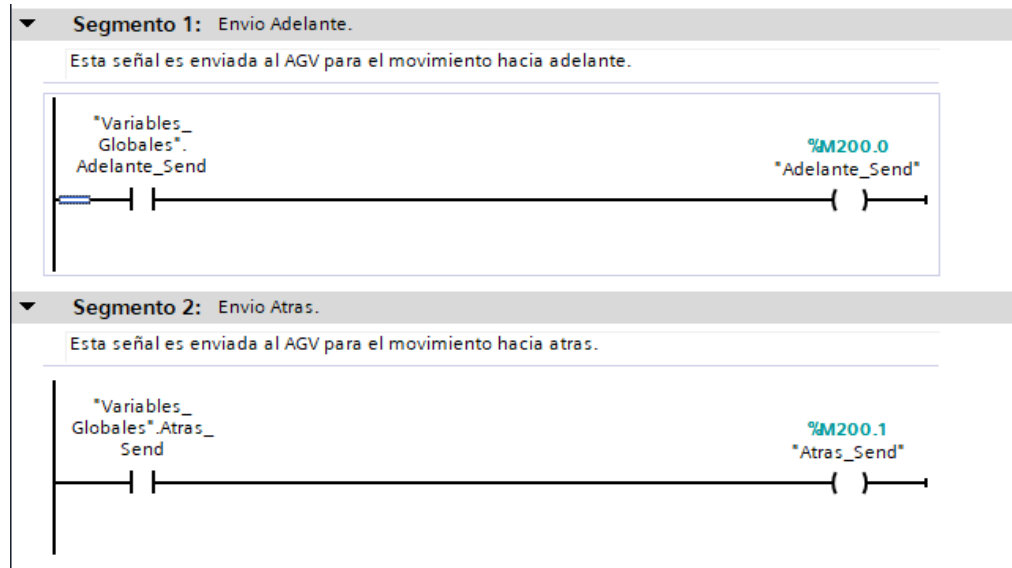 Segmento 1: Envio Adelante.
Esta señal es enviada al AGV para el movimiento hacia adelante.
"Variables_
Globales".
Adelante_Send
%M200.0
"Adelante_Send"
Segmento 2: Envio Atras.
Esta señal es enviada al AGV para el movimiento hacia atras.
"Variables_
Globales".Atras_
Send
%M200.1
"Atras_Send"